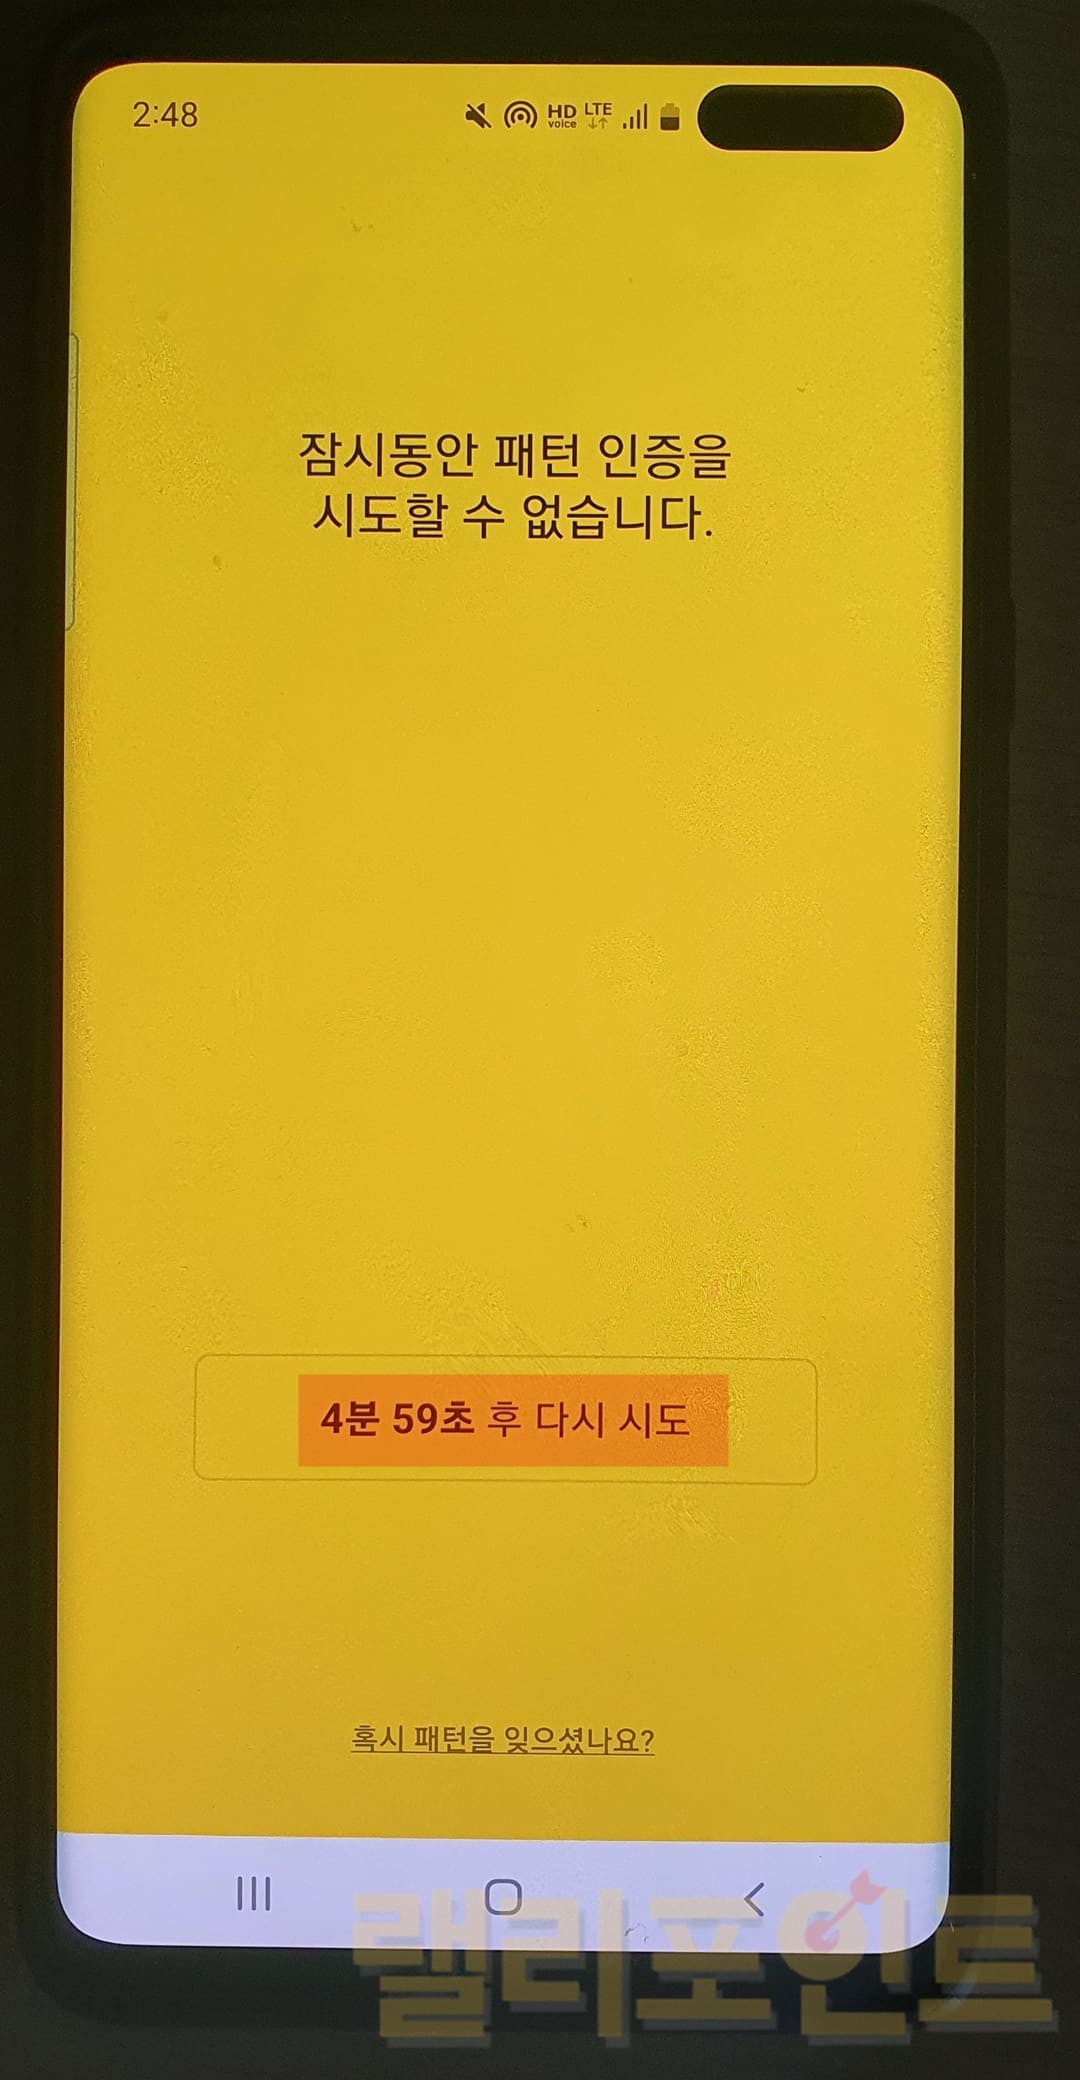 2:48
HD voice LTE
잠시동안 패턴 인증을
시도할 수 없습니다.
4분 59초 후 다시 시도
혹시 패턴을 잊으셨나요?
랠리포인트